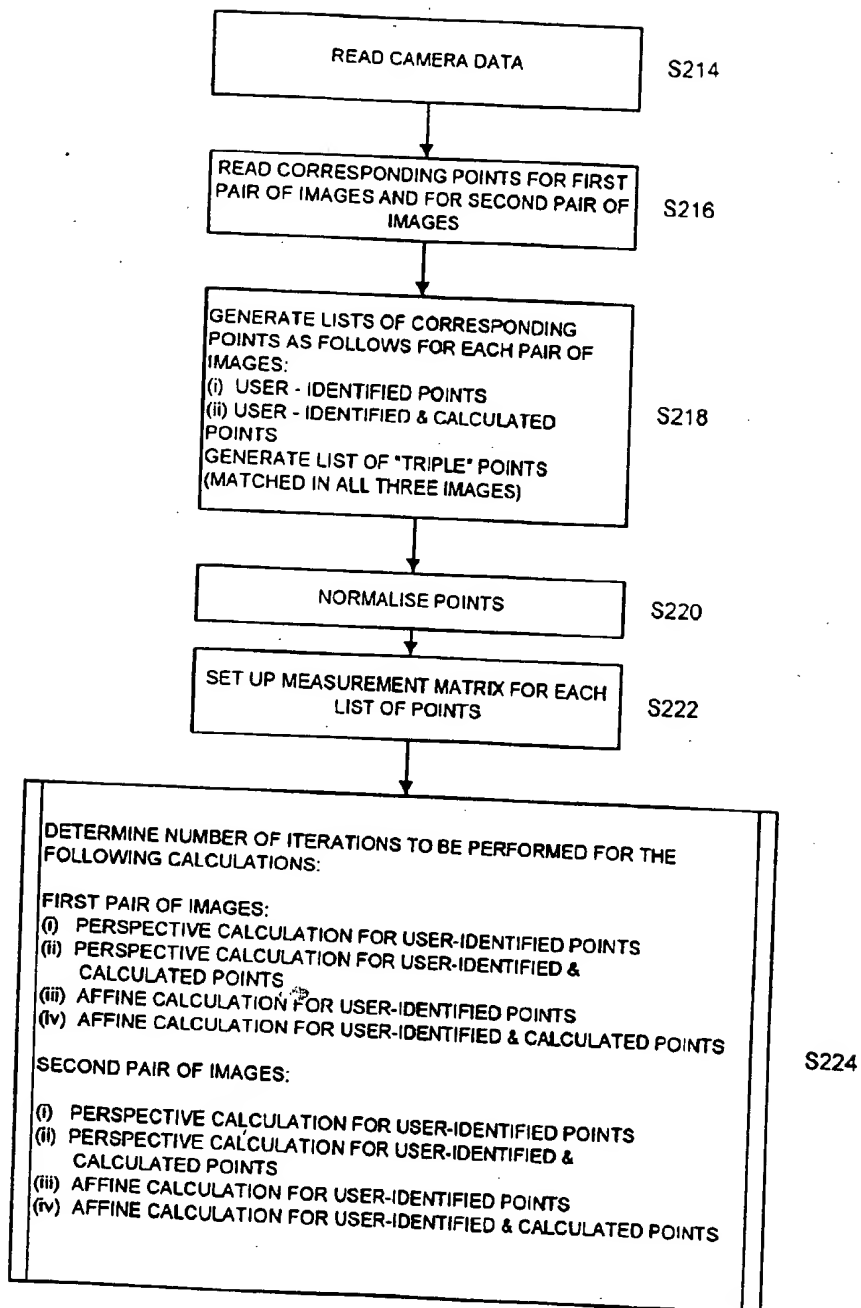 READ CAMERA DATA
S214
READ CORRESPONDING POINTS FOR FIRST
PAIR OF IMAGES AND FOR SECOND PAIR OF
IMAGES
S216
GENERATE LISTS OF CORRESPONDING
POINTS AS FOLLOWS FOR EACH PAIR OF
IMAGES:
(i) USER - IDENTIFIED POINTS
(ii) USER - IDENTIFIED & CALCULATED
POINTS
GENERATE LIST OF "TRIPLE" POINTS
(MATCHED IN ALL THREE IMAGES)
S218
NORMALISE POINTS
S220
SET UP MEASUREMENT MATRIX FOR EACH
LIST OF POINTS
S222
DETERMINE NUMBER OF ITERATIONS TO BE PERFORMED FOR THE
FOLLOWING CALCULATIONS:
FIRST PAIR OF IMAGES:
(i) PERSPECTIVE CALCULATION FOR USER-IDENTIFIED POINTS
(ii) PERSPECTIVE CALCULATION FOR USER-IDENTIFIED &
CALCULATED POINTS
(iii) AFFINE CALCULATION FOR USER-IDENTIFIED POINTS
(iv) AFFINE CALCULATION FOR USER-IDENTIFIED & CALCULATED POINTS
SECOND PAIR OF IMAGES:
(i) PERSPECTIVE CALCULATION FOR USER-IDENTIFIED POINTS
(ii) PERSPECTIVE CALCULATION FOR USER-IDENTIFIED &
CALCULATED POINTS
(iii) AFFINE CALCULATION FOR USER-IDENTIFIED POINTS
(iv) AFFINE CALCULATION FOR USER-IDENTIFIED & CALCULATED POINTS
S224